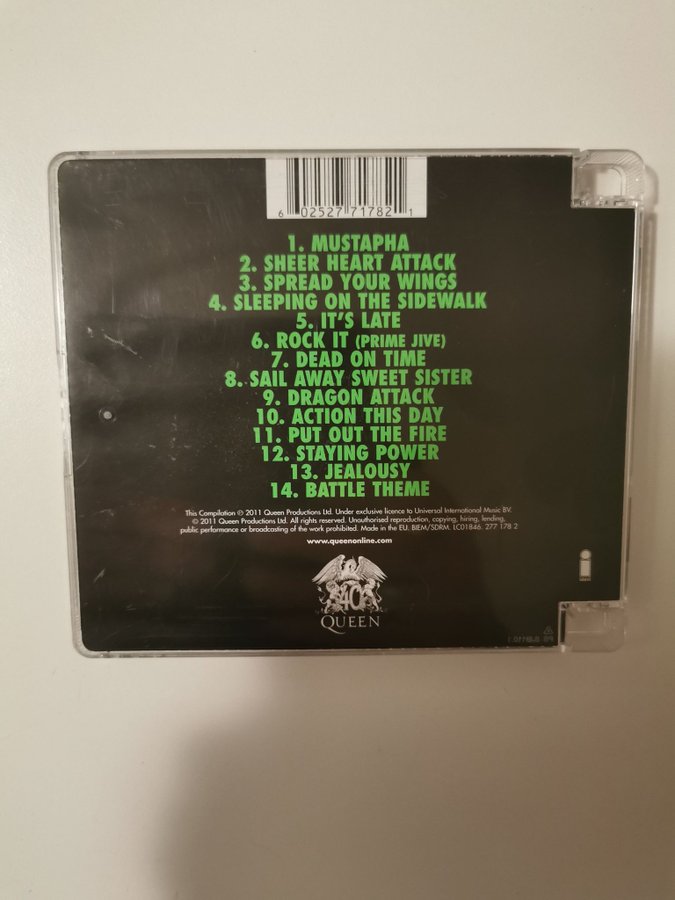 6 02527 71782 1
1. MUSTAPHA
2. SHEER HEART ATTACK
3. SPREAD YOUR WINGS
4. SLEEPING ON THE SIDEWALK
5. IT'S LATE
6. ROCK IT (PRIME JIVE)
7. DEAD ON TIME
8. SAIL AWAY SWEET SISTER
9. DRAGON ATTACK
10. ACTION THIS DAY
11. PUT OUT THE FIRE
12. STAYING POWER
13. JEALOUSY
14. BATTLE THEME
This Compilation ℗ 2011 Queen Productions Ltd. Under exclusive licence to Universal International Music BV.
© 2011 Queen Productions Ltd. All rights reserved. Unauthorised reproduction, copying, hiring, lending,
public performance or broadcasting of the work prohibited. Made in the EU. BIEM/SDRM. LC01846. 277 178 2
www.queenonline.com
40
QUEEN